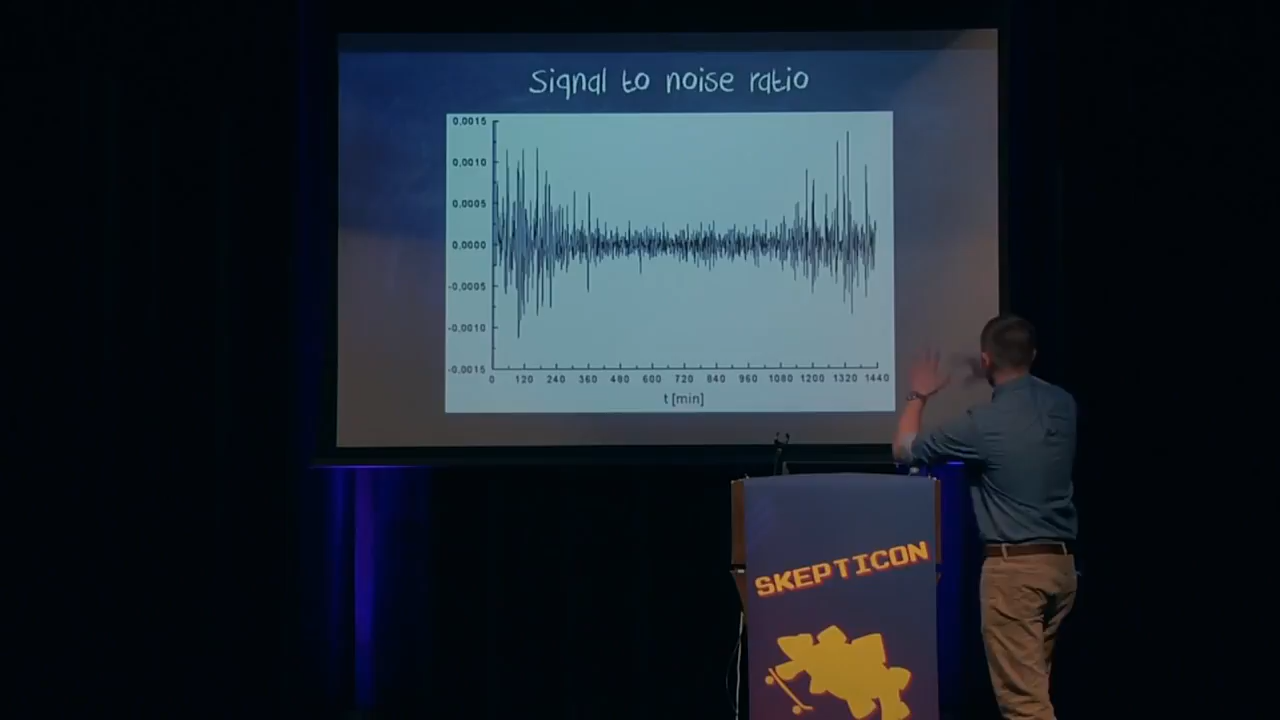 Signal to noise ratio
0,0015
0,0010
0,0005
0,0000
-0,0005
-0,0010
-0,0015
0 120 240 360 480 600 720 840 960 1080 1200 1320 1440
t [min]
SKEPTICON